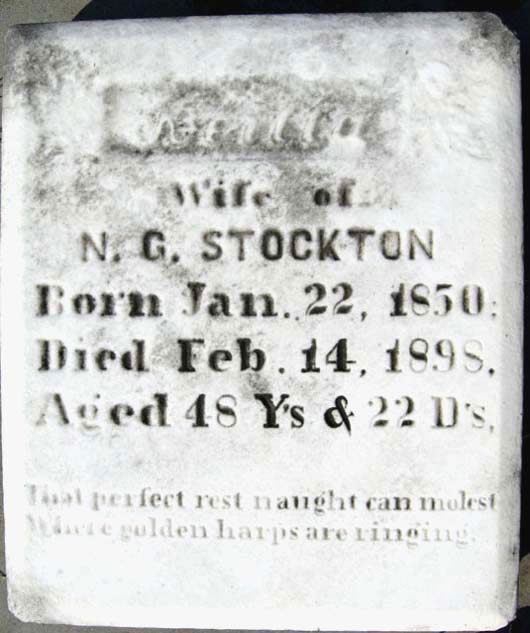 Wife of
N. G. STOCKTON
Born Jan. 22, 1850.
Died Feb. 14, 1898.
Aged 48 Y's & 22 D's.
That perfect rest naught can molest
Where golden harps are ringing.